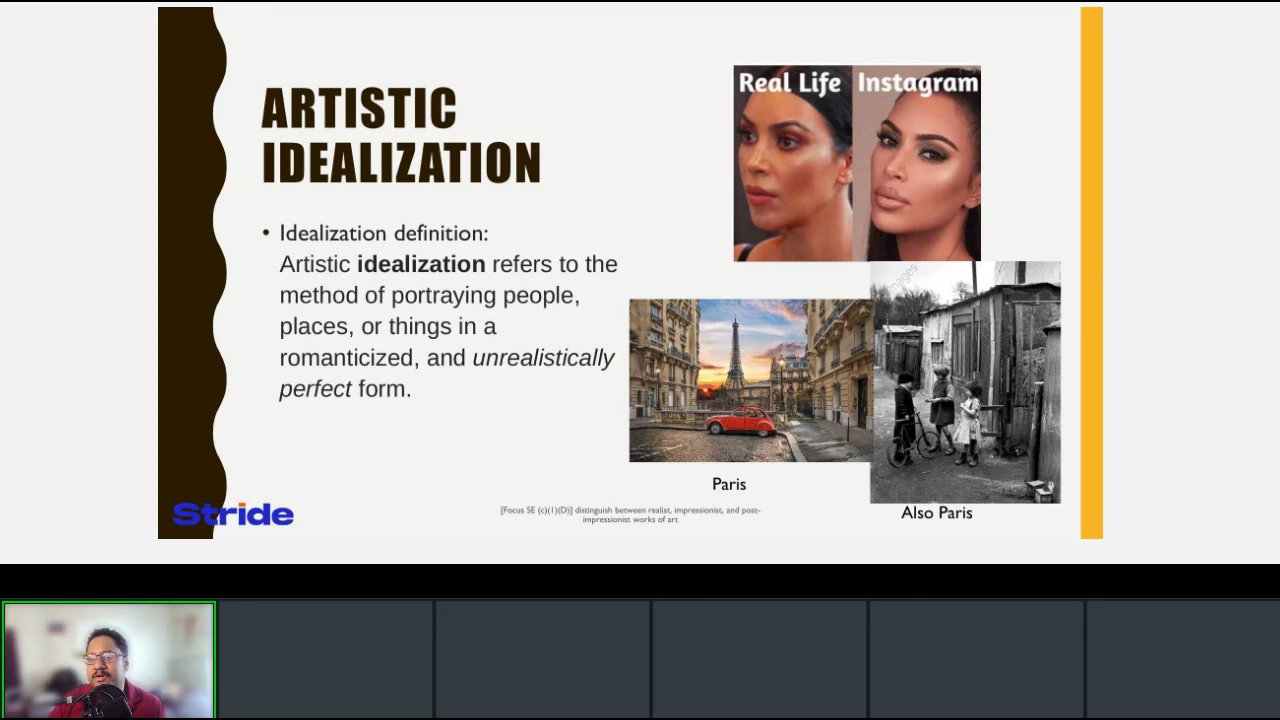 ARTISTIC
IDEALIZATION
• Idealization definition:
Artistic idealization refers to the
method of portraying people,
places, or things in a
romanticized, and unrealistically
perfect form.
Real Life
Instagram
Paris
Also Paris
Stride
[Focus SE (c)(1)(D)] distinguish between realist, impressionist, and post-
impressionist works of art